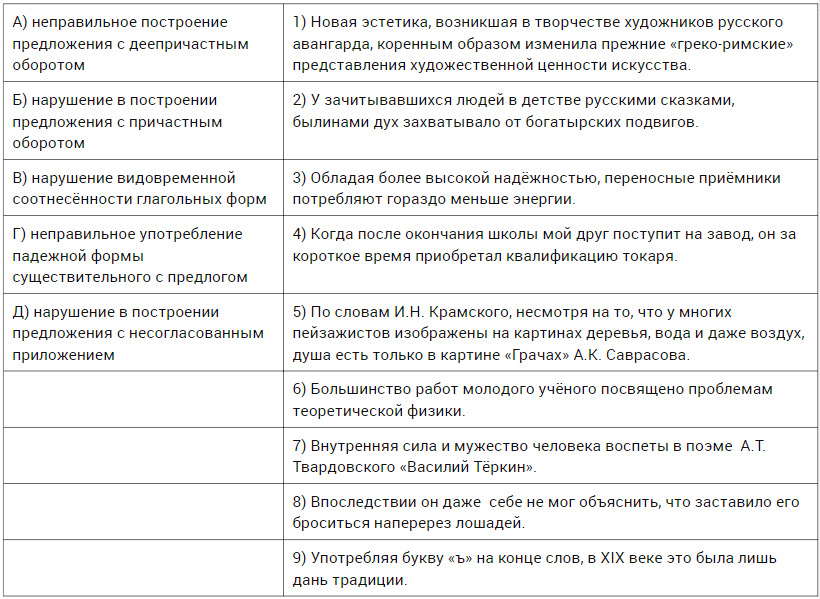 А) неправильное построение
предложения с деепричастным
оборотом
1) Новая эстетика, возникшая в творчестве художников русского
авангарда, коренным образом изменила прежние «греко-римские»
представления художественной ценности искусства.
Б) нарушение в построении
предложения с причастным
оборотом
2) У зачитывавшихся людей в детстве русскими сказками,
былинами дух захватывало от богатырских подвигов.
В) нарушение видовременной
соотнесённости глагольных форм
3) Обладая более высокой надёжностью, переносные приёмники
потребляют гораздо меньше энергии.
Г) неправильное употребление
падежной формы
существительного с предлогом
4) Когда после окончания школы мой друг поступит на завод, он за
короткое время приобретал квалификацию токаря.
Д) нарушение в построении
предложения с несогласованным
приложением
5) По словам И.Н. Крамского, несмотря на то, что у многих
пейзажистов изображены на картинах деревья, вода и даже воздух,
душа есть только в картине «Грачах» А.К. Саврасова.
6) Большинство работ молодого учёного посвящено проблемам
теоретической физики.
7) Внутренняя сила и мужество человека воспеты в поэме А.Т.
Твардовского «Василий Тёркин».
8) Впоследствии он даже себе не мог объяснить, что заставило его
броситься наперерез лошадей.
9) Употребляя букву «ъ» на конце слов, в XIX веке это была лишь
дань традиции.